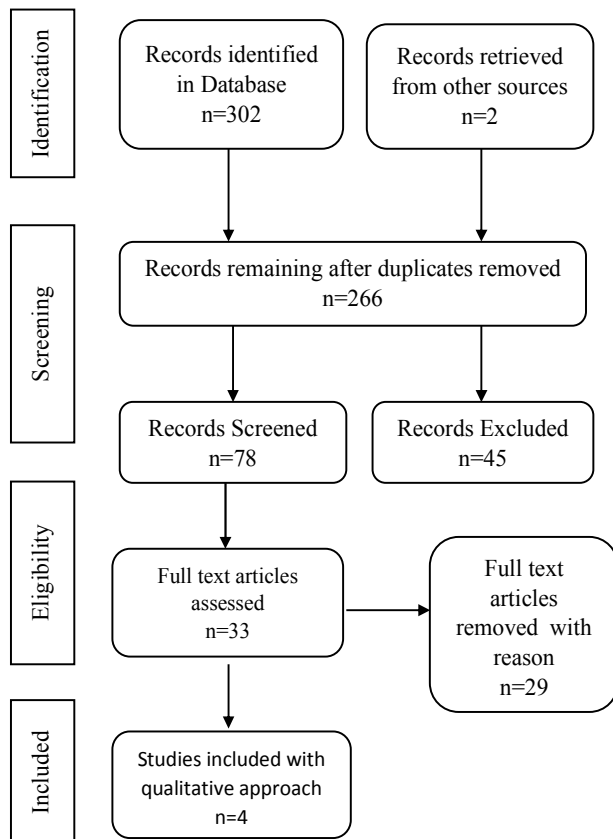 Identification
Records identified
in Database
n=302
Records retrieved
from other sources
n=2
Screening
Records remaining after duplicates removed
n=266
Records Screened
n=78
Records Excluded
n=45
Eligibility
Full text articles
assessed
n=33
Full text
articles
removed with
reason
n=29
Included
Studies included with
qualitative approach
n=4